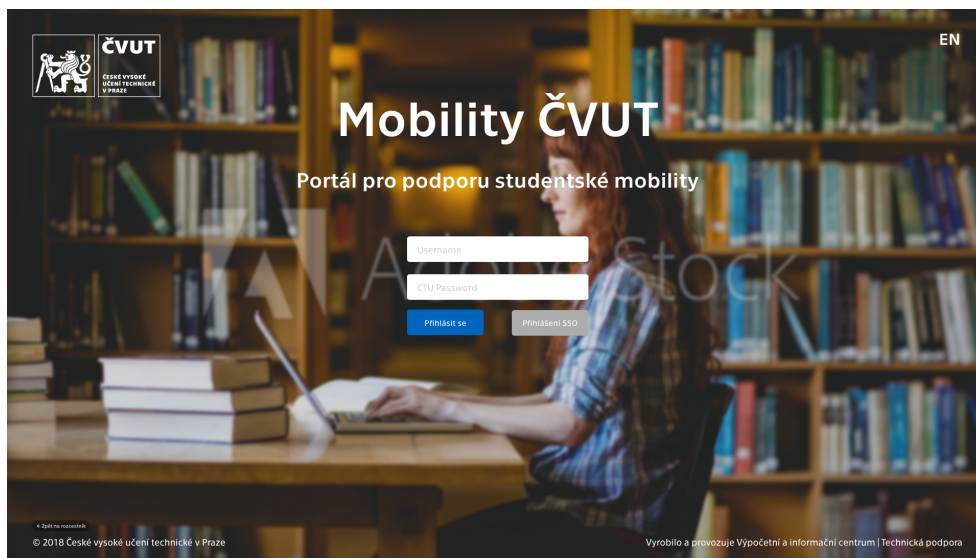 ČVUT
ČESKÉ VYSOKÉ
UČENÍ TECHNICKÉ
V PRAZE
EN
Mobility ČVUT
Portál pro podporu studentské mobility
Adobe Stock
Username
CTU Password
Přihlásit se
Přihlášení SSO
← Zpět na rozcestník
© 2018 České vysoké učení technické v Praze
Vyrobilo a provozuje Výpočetní a informační centrum | Technická podpora